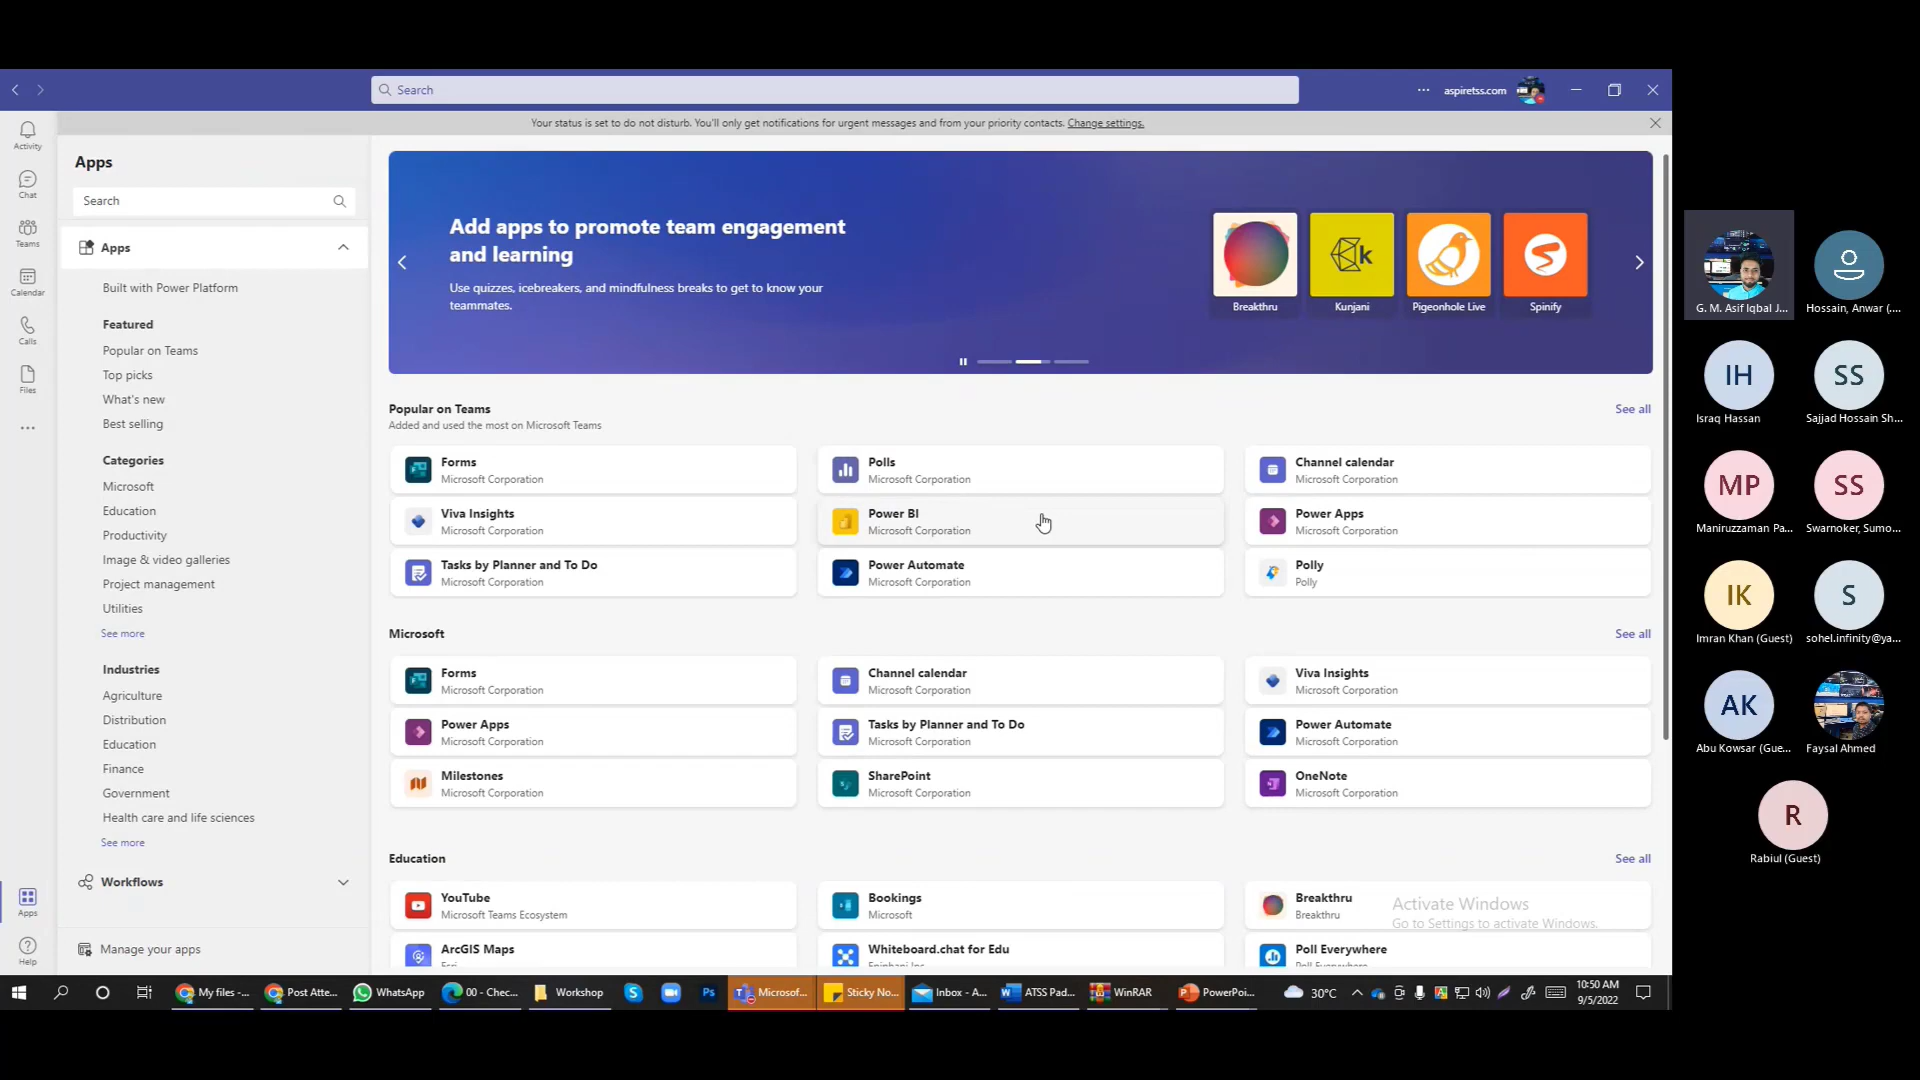 Search
aspiretss.com
Your status is set to do not disturb. You'll only get notifications for urgent messages and from your priority contacts. Change settings.
Activity
Chat
Teams
Calendar
Calls
Files
Apps
Help
Apps
Search
Apps
Built with Power Platform
Featured
Popular on Teams
Top picks
What's new
Best selling
Categories
Microsoft
Education
Productivity
Image & video galleries
Project management
Utilities
See more
Industries
Agriculture
Distribution
Education
Finance
Government
Health care and life sciences
See more
Workflows
Manage your apps
Add apps to promote team engagement
and learning
Use quizzes, icebreakers, and mindfulness breaks to get to know your
teammates.
k
Breakthru
Kunjani
Pigeonhole Live
Spinify
Popular on Teams
See all
Added and used the most on Microsoft Teams
Forms
Microsoft Corporation
Polls
Microsoft Corporation
Channel calendar
Microsoft Corporation
Viva Insights
Microsoft Corporation
Power BI
Microsoft Corporation
Power Apps
Microsoft Corporation
Tasks by Planner and To Do
Microsoft Corporation
Power Automate
Microsoft Corporation
Polly
Polly
Microsoft
See all
Forms
Microsoft Corporation
Channel calendar
Microsoft Corporation
Viva Insights
Microsoft Corporation
Power Apps
Microsoft Corporation
Tasks by Planner and To Do
Microsoft Corporation
Power Automate
Microsoft Corporation
Milestones
Microsoft Corporation
SharePoint
Microsoft Corporation
OneNote
Microsoft Corporation
Education
See all
YouTube
Microsoft Teams Ecosystem
Bookings
Microsoft
Breakthru
Breakthru
ArcGIS Maps
Esri
Whiteboard.chat for Edu
Poll Everywhere
Poll Everywhere
Activate Windows
Go to Settings to activate Windows.
My files -...
Post Atte...
WhatsApp
00 - Chec...
Workshop
Ps
Microsof...
Sticky No...
Inbox - A...
ATSS Pad...
WinRAR
PowerPoi...
30°C
10:50 AM
9/5/2022
G. M. Asif Iqbal J...
Hossain, Anwar (....
IH
Israq Hassan
SS
Sajjad Hossain Sh...
MP
Maniruzzaman Pa...
SS
Swarnoker, Sumo...
IK
Imran Khan (Guest)
S
sohel.infinity@ya...
AK
Abu Kowsar (Gue...
Faysal Ahmed
R
Rabiul (Guest)